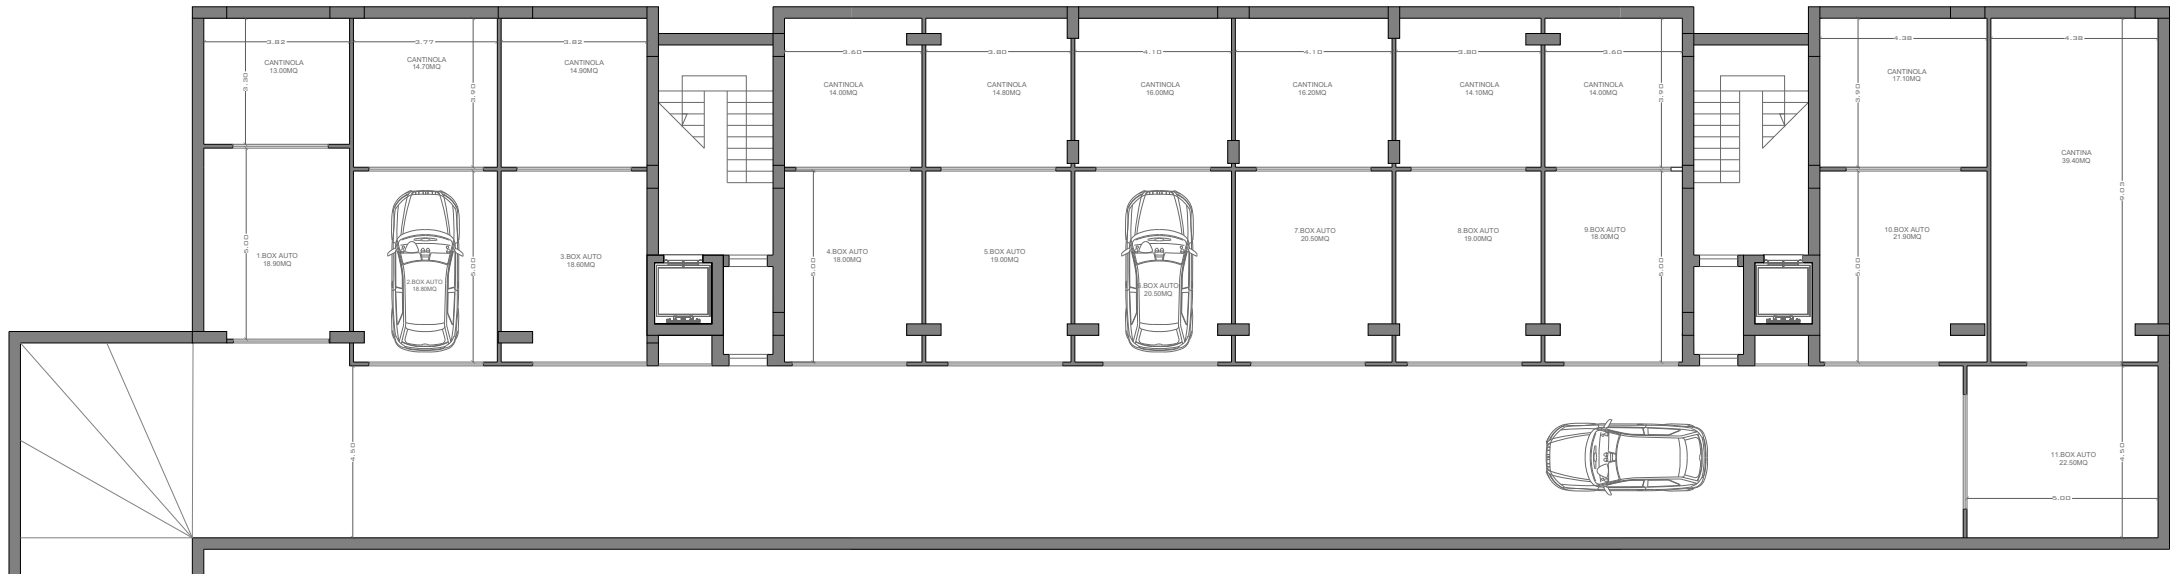 3.82
3.77
3.82
3.60
3.80
4.10
4.10
3.80
3.60
4.38
4.38
CANTINOLA
13.00MQ
CANTINOLA
14.70MQ
CANTINOLA
14.90MQ
CANTINOLA
14.00MQ
CANTINOLA
14.80MQ
CANTINOLA
16.00MQ
CANTINOLA
16.20MQ
CANTINOLA
14.10MQ
CANTINOLA
14.00MQ
CANTINOLA
17.10MQ
CANTINA
39.40MQ
3.30
3.90
3.90
3.90
9.03
1.BOX AUTO
18.90MQ
2.BOX AUTO
18.80MQ
3.BOX AUTO
18.60MQ
4.BOX AUTO
18.00MQ
5.BOX AUTO
19.00MQ
6.BOX AUTO
20.50MQ
7.BOX AUTO
20.50MQ
8.BOX AUTO
19.00MQ
9.BOX AUTO
18.00MQ
10.BOX AUTO
21.90MQ
5.00
5.00
5.00
5.00
5.00
4.50
11.BOX AUTO
22.50MQ
4.50
5.00